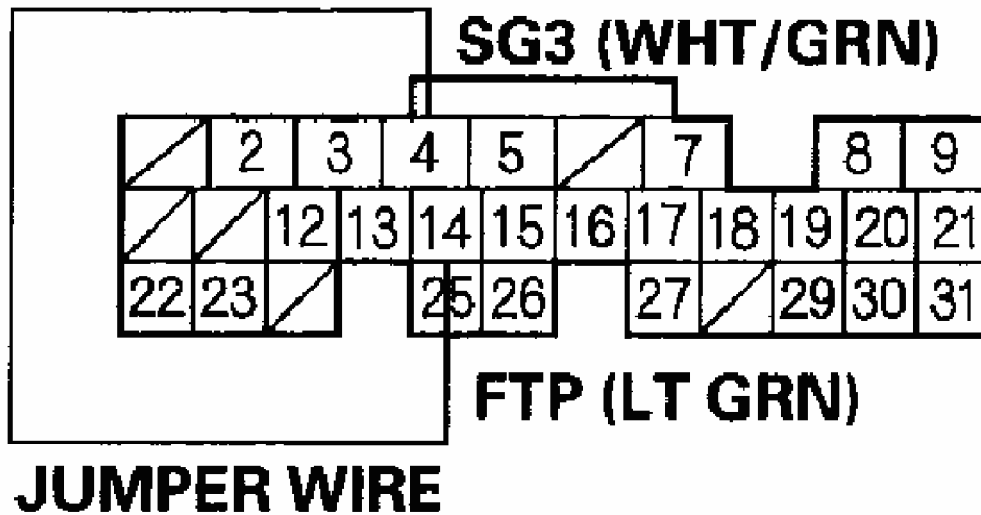 SG3 (WHT/GRN)
2 3 4 5 7 8 9
12 13 14 15 16 17 18 19 20 21
22 23 25 26 27 29 30 31
FTP (LT GRN)
JUMPER WIRE